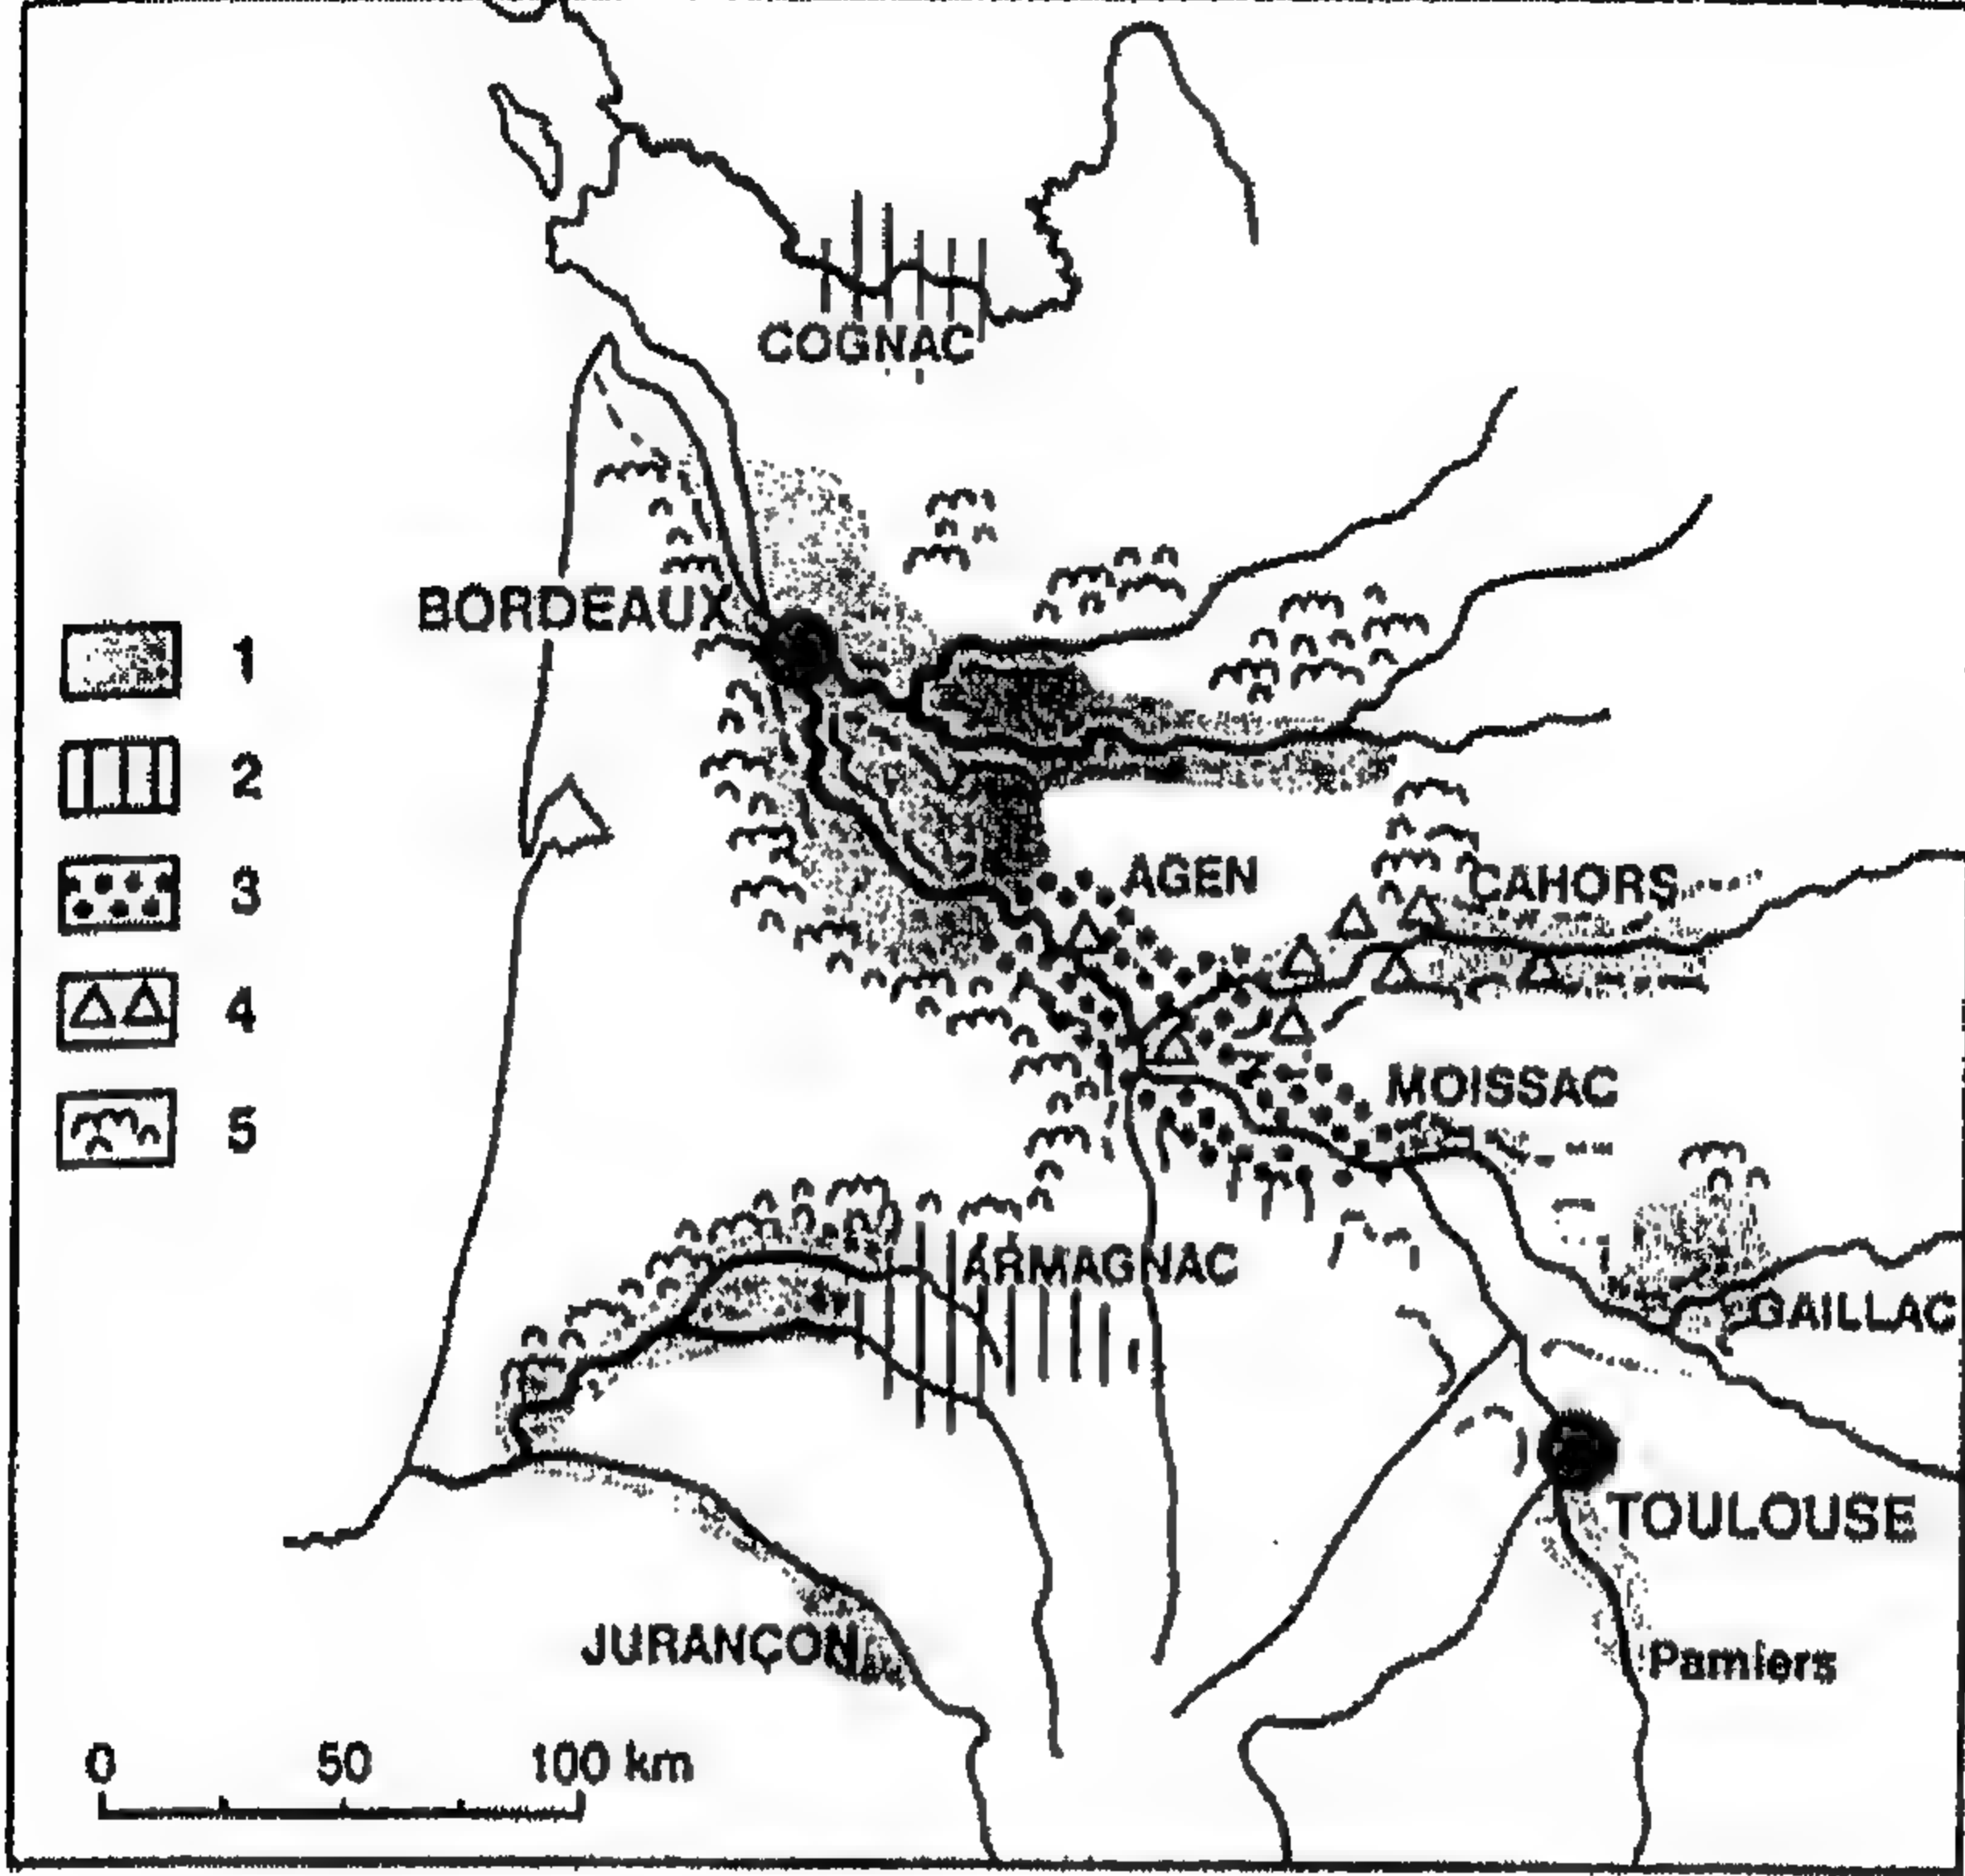 COGNAC
BORDEAUX
1
2
3
4
5
AGEN
CAHORS
MOISSAC
ARMAGNAC
GAILLAC
TOULOUSE
JURANÇON
Pamiers
0 50 100 km